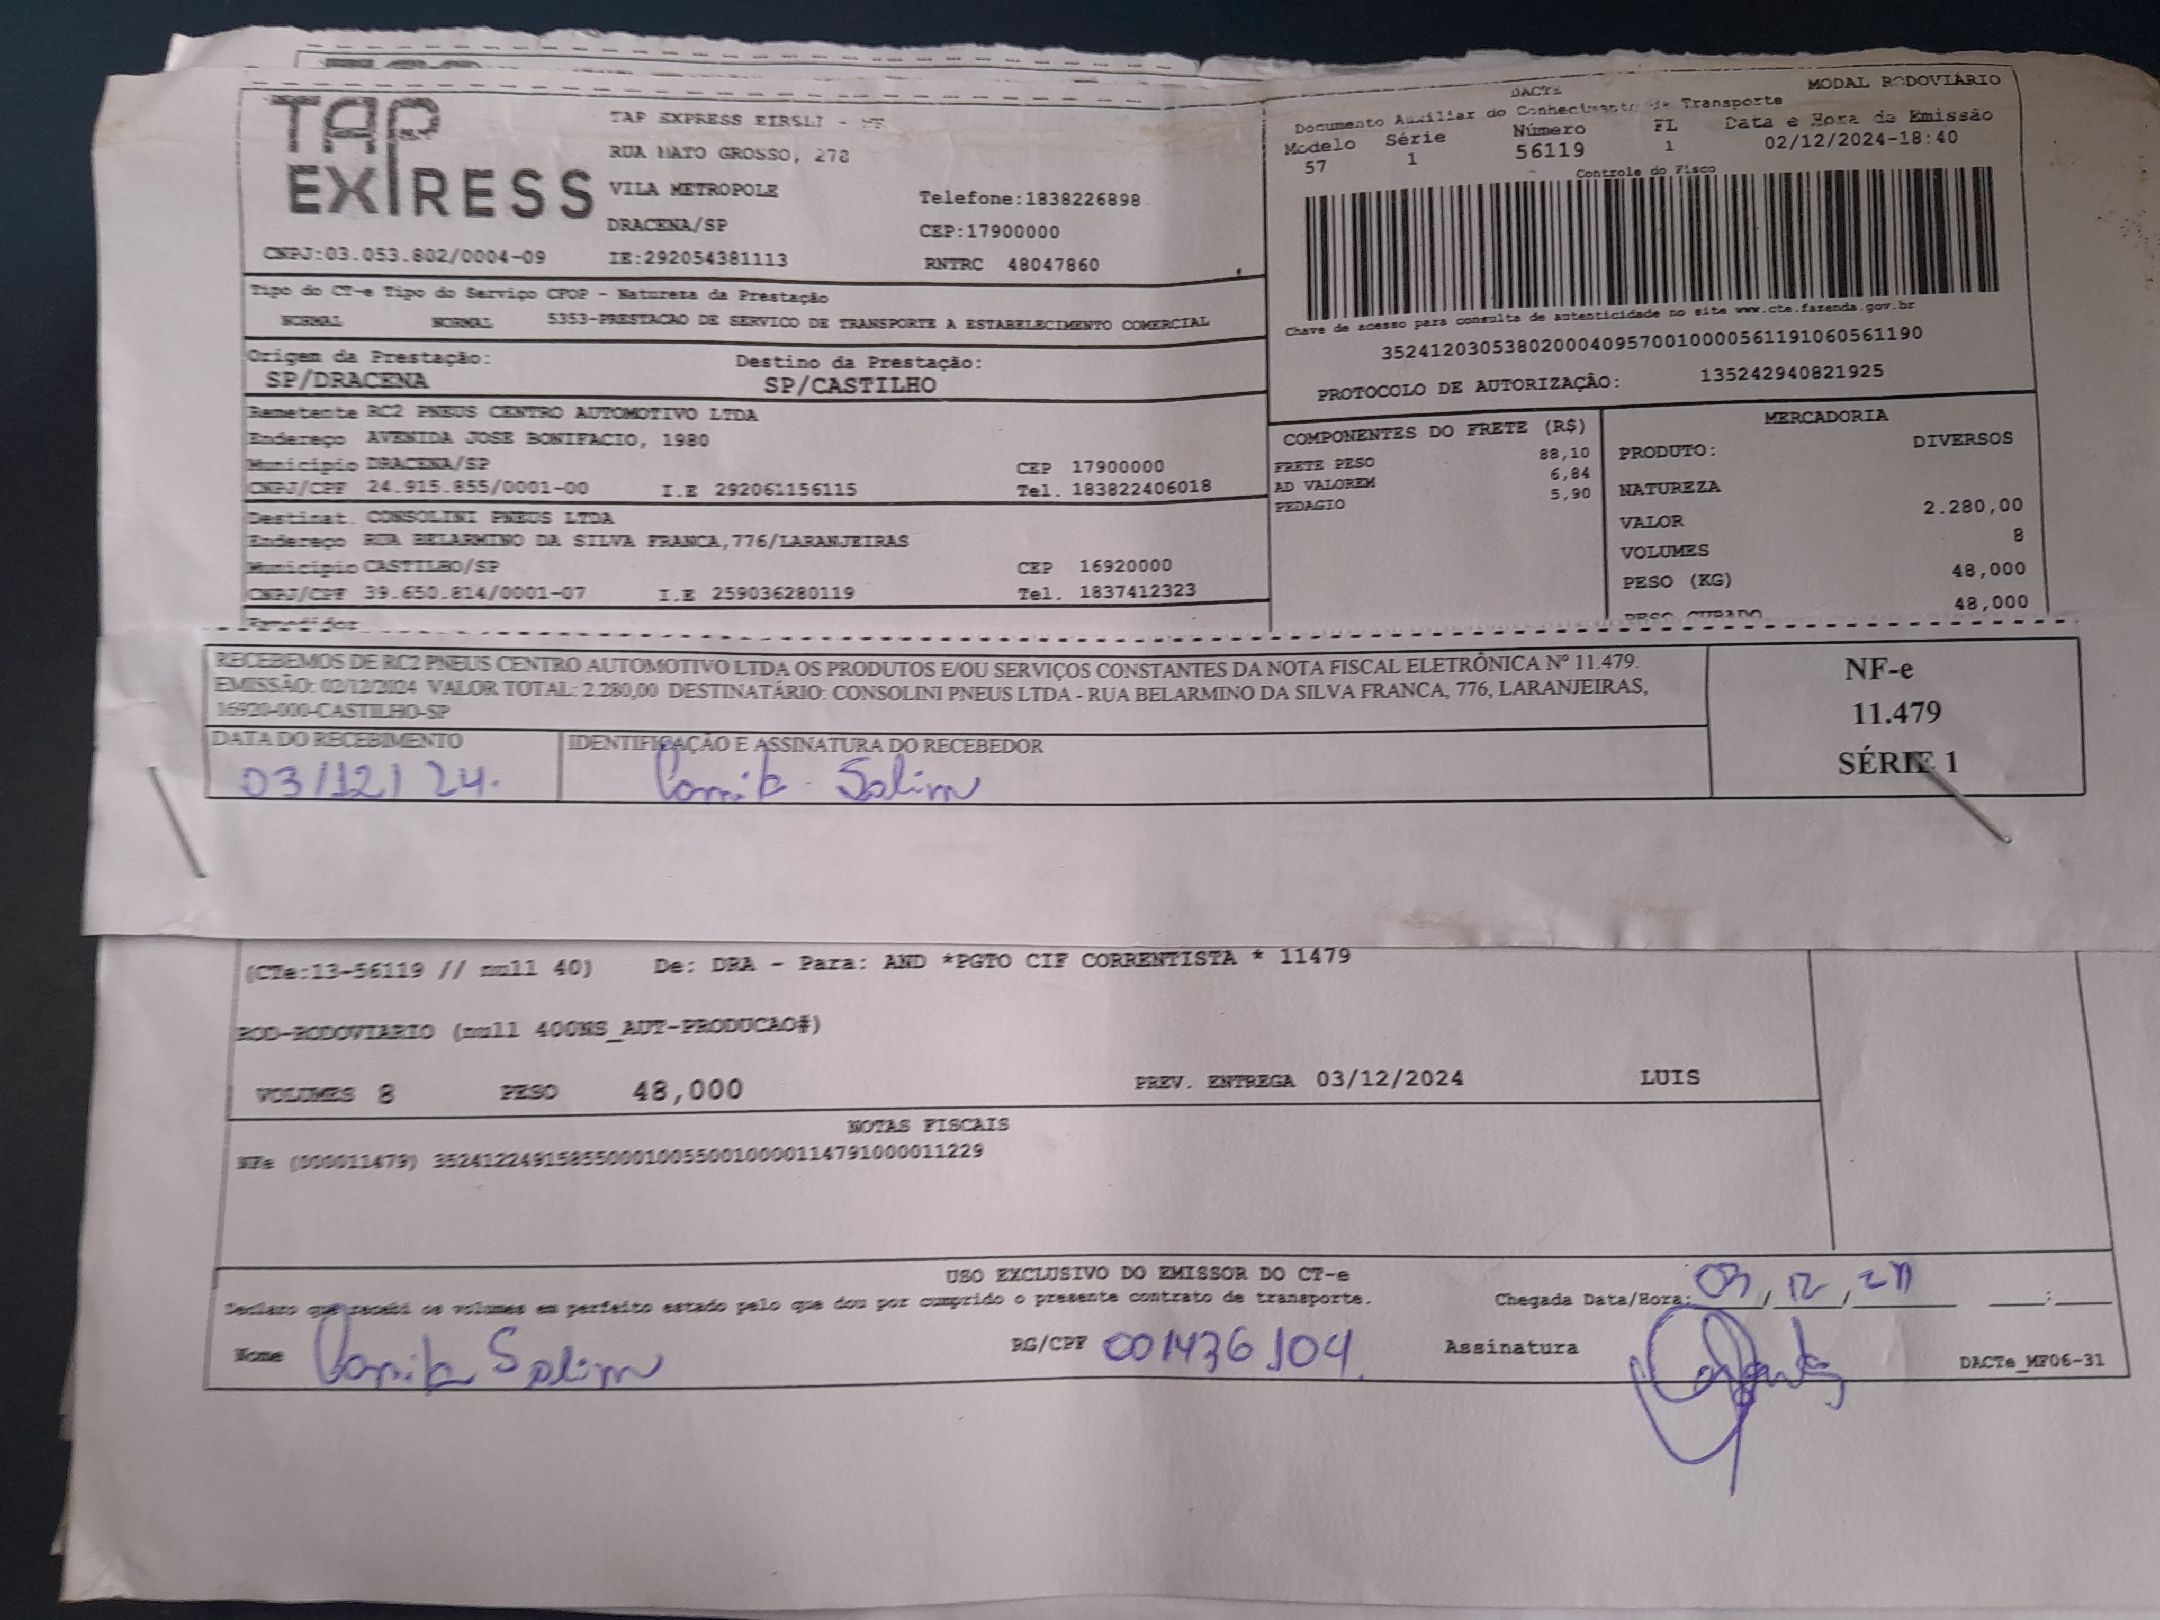 TAP
EXPRESS
TAP EXPRESS EIRELI - ME
RUA MATO GROSSO, 278
VILA METROPOLE
Telefone:1838226898
DRACENA/SP
CEP:17900000
CNPJ:03.053.802/0004-09
IE:292054381113
RNTRC 48047860
DACTE
MODAL RODOVIÁRIO
Documento Auxiliar do Conhecimento de Transporte
Modelo Série Número FL Data e Hora de Emissão
57 1 56119 1 02/12/2024-18:40
Controle do Fisco
Chave de acesso para consulta de autenticidade no site www.cte.fazenda.gov.br
35241203053802000409570010000561191060561190
PROTOCOLO DE AUTORIZAÇÃO: 135242940821925
Tipo do CT-e Tipo do Serviço CFOP - Natureza da Prestação
NORMAL NORMAL 5353-PRESTACAO DE SERVICO DE TRANSPORTE A ESTABELECIMENTO COMERCIAL
Origem da Prestação: Destino da Prestação:
SP/DRACENA SP/CASTILHO
Remetente RC2 PNEUS CENTRO AUTOMOTIVO LTDA
Endereço AVENIDA JOSE BONIFACIO, 1980
Município DRACENA/SP CEP 17900000
CNPJ/CPF 24.915.855/0001-00 I.E 292061156115 Tel. 183822406018
Destinat. CONSOLINI PNEUS LTDA
Endereço RUA BELARMINO DA SILVA FRANCA,776/LARANJEIRAS
Município CASTILHO/SP CEP 16920000
CNPJ/CPF 39.650.814/0001-07 I.E 259036280119 Tel. 1837412323
COMPONENTES DO FRETE (R$)
FRETE PESO 88,10
AD VALOREM 6,84
PEDAGIO 5,90
MERCADORIA
PRODUTO: DIVERSOS
NATUREZA
VALOR 2.280,00
VOLUMES 8
PESO (KG) 48,000
PESO CUBADO 48,000
RECEBEMOS DE RC2 PNEUS CENTRO AUTOMOTIVO LTDA OS PRODUTOS E/OU SERVIÇOS CONSTANTES DA NOTA FISCAL ELETRÔNICA Nº 11.479.
EMISSÃO: 02/12/2024 VALOR TOTAL: 2.280,00 DESTINATÁRIO: CONSOLINI PNEUS LTDA - RUA BELARMINO DA SILVA FRANCA, 776, LARANJEIRAS,
16920-000-CASTILHO-SP
NF-e
11.479
SÉRIE 1
DATA DO RECEBIMENTO IDENTIFICAÇÃO E ASSINATURA DO RECEBEDOR
03/12/24.
(CTe:13-56119 // null 40) De: DRA - Para: AND *PGTO CIF CORRENTISTA * 11479
ROD-RODOVIARIO (null 400MS_AUT-PRODUCAO#)
VOLUMES 8 PESO 48,000 PREV. ENTREGA 03/12/2024 LUIS
NOTAS FISCAIS
NFe (000011479) 35241224915855000100550010000114791000011229
USO EXCLUSIVO DO EMISSOR DO CT-e
Declaro que recebi os volumes em perfeito estado pelo que dou por cumprido o presente contrato de transporte. Chegada Data/Hora: 03/12/24 :
Nome RG/CPF 001436104 Assinatura
DACTe_MF06-31